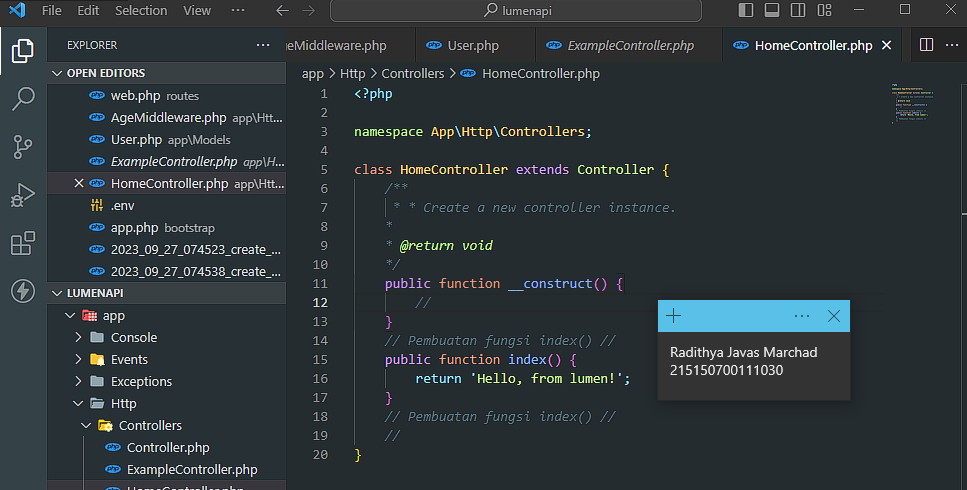 File Edit Selection View ··· lumenapi
EXPLORER ···
OPEN EDITORS
web.php routes
AgeMiddleware.php app\Htt...
User.php app\Models
ExampleController.php app\H...
HomeController.php app\Htt...
.env
app.php bootstrap
2023_09_27_074523_create_...
2023_09_27_074538_create_...
LUMENAPI
app
Console
Events
Exceptions
Http
Controllers
Controller.php
ExampleController.php
HomeController.php
eMiddleware.php User.php ExampleController.php HomeController.php ···
app > Http > Controllers > HomeController.php
1 <?php
2
3 namespace App\Http\Controllers;
4
5 class HomeController extends Controller {
6 /**
7 * * Create a new controller instance.
8 *
9 * @return void
10 */
11 public function __construct() {
12 //
13 }
14 // Pembuatan fungsi index() //
15 public function index() {
16 return 'Hello, from lumen!';
17 }
18 // Pembuatan fungsi index() //
19 //
20 }
Radithya Javas Marchad
215150700111030